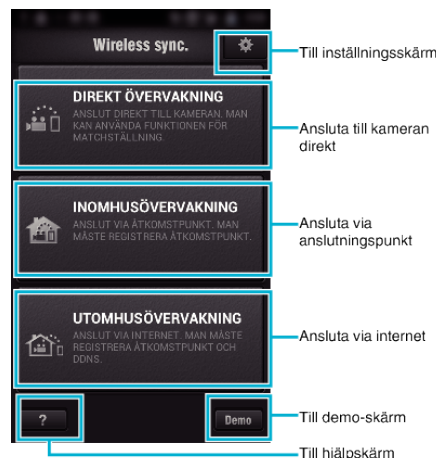 Wireless sync.
Till inställningsskärm
DIREKT ÖVERVAKNING
ANSLUT DIREKT TILL KAMERAN. MAN
KAN ANVÄNDA FUNKTIONEN FÖR
MATCHSTÄLLNING.
Ansluta till kameran
direkt
INOMHUSÖVERVAKNING
ANSLUT VIA ÅTKOMSTPUNKT. MAN
MÅSTE REGISTRERA ÅTKOMSTPUNKT.
Ansluta via
anslutningspunkt
UTOMHUSÖVERVAKNING
ANSLUT VIA INTERNET. MAN MÅSTE
REGISTRERA ÅTKOMSTPUNKT OCH
DDNS.
Ansluta via internet
?
Demo
Till demo-skärm
Till hjälpskärm